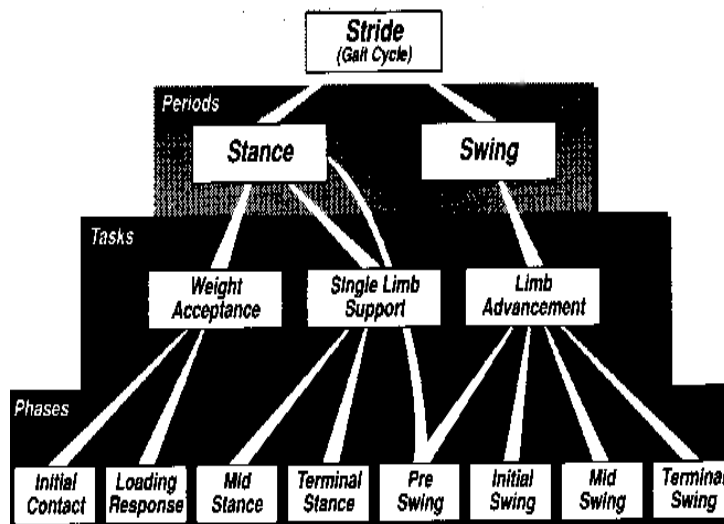 Stride
(Gait Cycle)
Periods
Stance
Swing
Tasks
Weight
Acceptance
Single Limb
Support
Limb
Advancement
Phases
Initial
Contact
Loading
Response
Mid
Stance
Terminal
Stance
Pre
Swing
Initial
Swing
Mid
Swing
Terminal
Swing